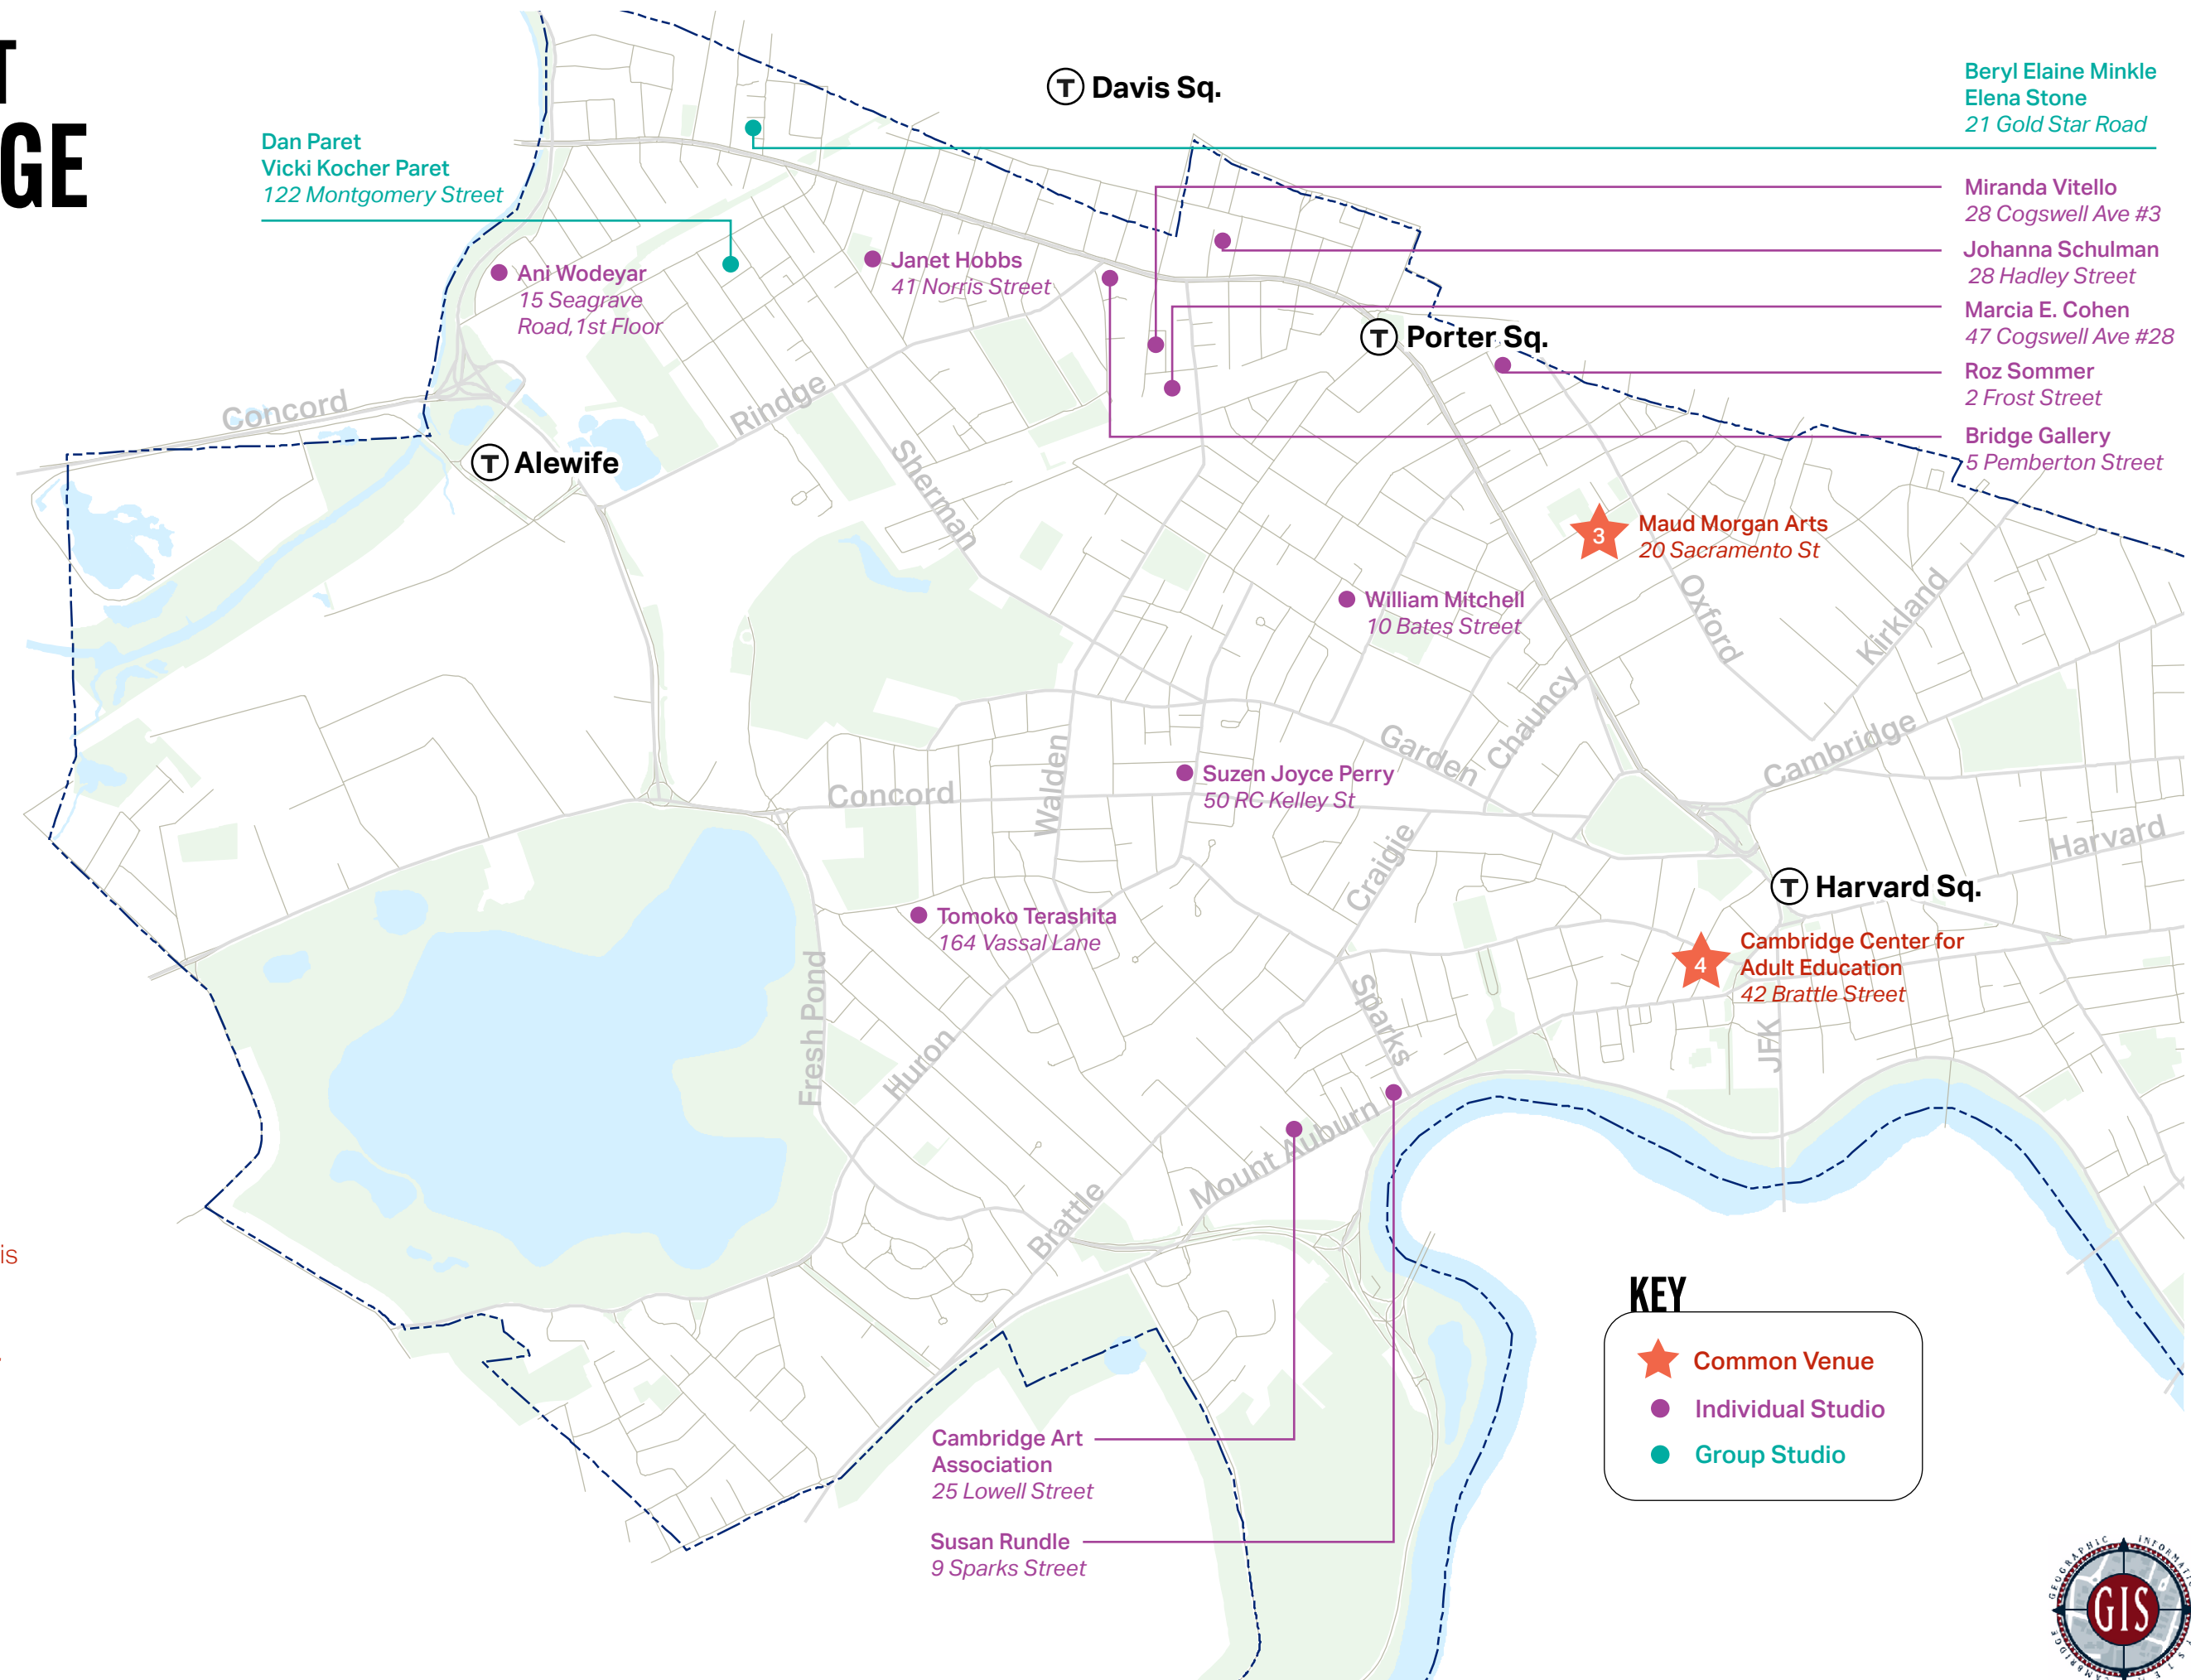 T
GE
Davis Sq.
Beryl Elaine Minkle
Elena Stone
21 Gold Star Road
Dan Paret
Vicki Kocher Paret
122 Montgomery Street
Miranda Vitello
28 Cogswell Ave #3
Johanna Schulman
28 Hadley Street
Marcia E. Cohen
47 Cogswell Ave #28
Roz Sommer
2 Frost Street
Bridge Gallery
5 Pemberton Street
Ani Wodeyar
15 Seagrave
Road,1st Floor
Janet Hobbs
41 Norris Street
Porter Sq.
Concord
Rindge
Sherman
Alewife
3
Maud Morgan Arts
20 Sacramento St
William Mitchell
10 Bates Street
Oxford
Kirkland
Chauncy
Garden
Cambridge
Walden
Concord
Suzen Joyce Perry
50 RC Kelley St
Craigie
Harvard
Harvard Sq.
Tomoko Terashita
164 Vassal Lane
4
Cambridge Center for
Adult Education
42 Brattle Street
Fresh Pond
Huron
Sparks
JFK
Mount Auburn
Brattle
is
KEY
Common Venue
Individual Studio
Group Studio
Cambridge Art
Association
25 Lowell Street
Susan Rundle
9 Sparks Street
GEOGRAPHIC
GIS
CAMBRIDGE